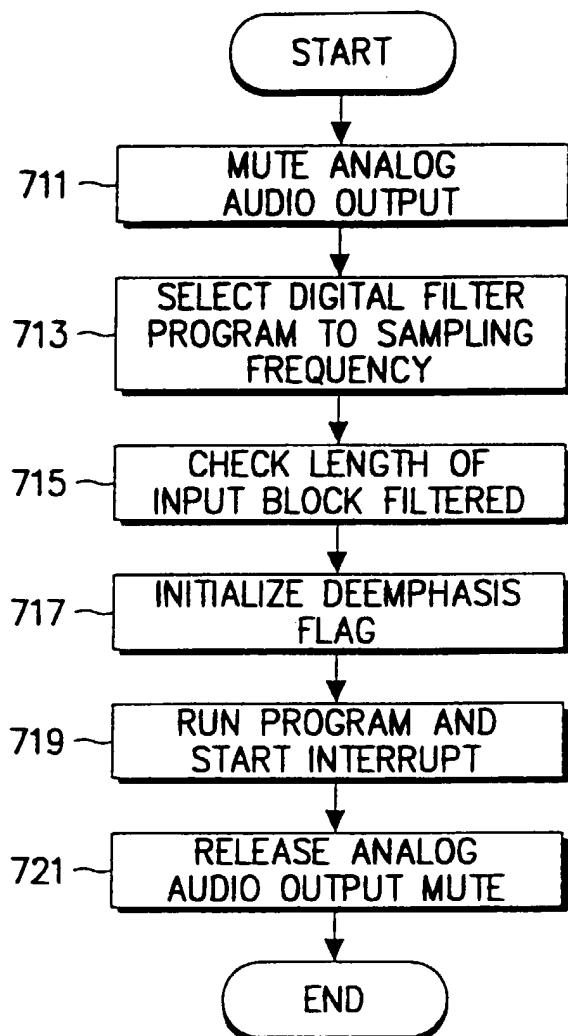 START
711
MUTE ANALOG
AUDIO OUTPUT
713
SELECT DIGITAL FILTER
PROGRAM TO SAMPLING
FREQUENCY
715
CHECK LENGTH OF
INPUT BLOCK FILTERED
717
INITIALIZE DEEMPHASIS
FLAG
719
RUN PROGRAM AND
START INTERRUPT
721
RELEASE ANALOG
AUDIO OUTPUT MUTE
END